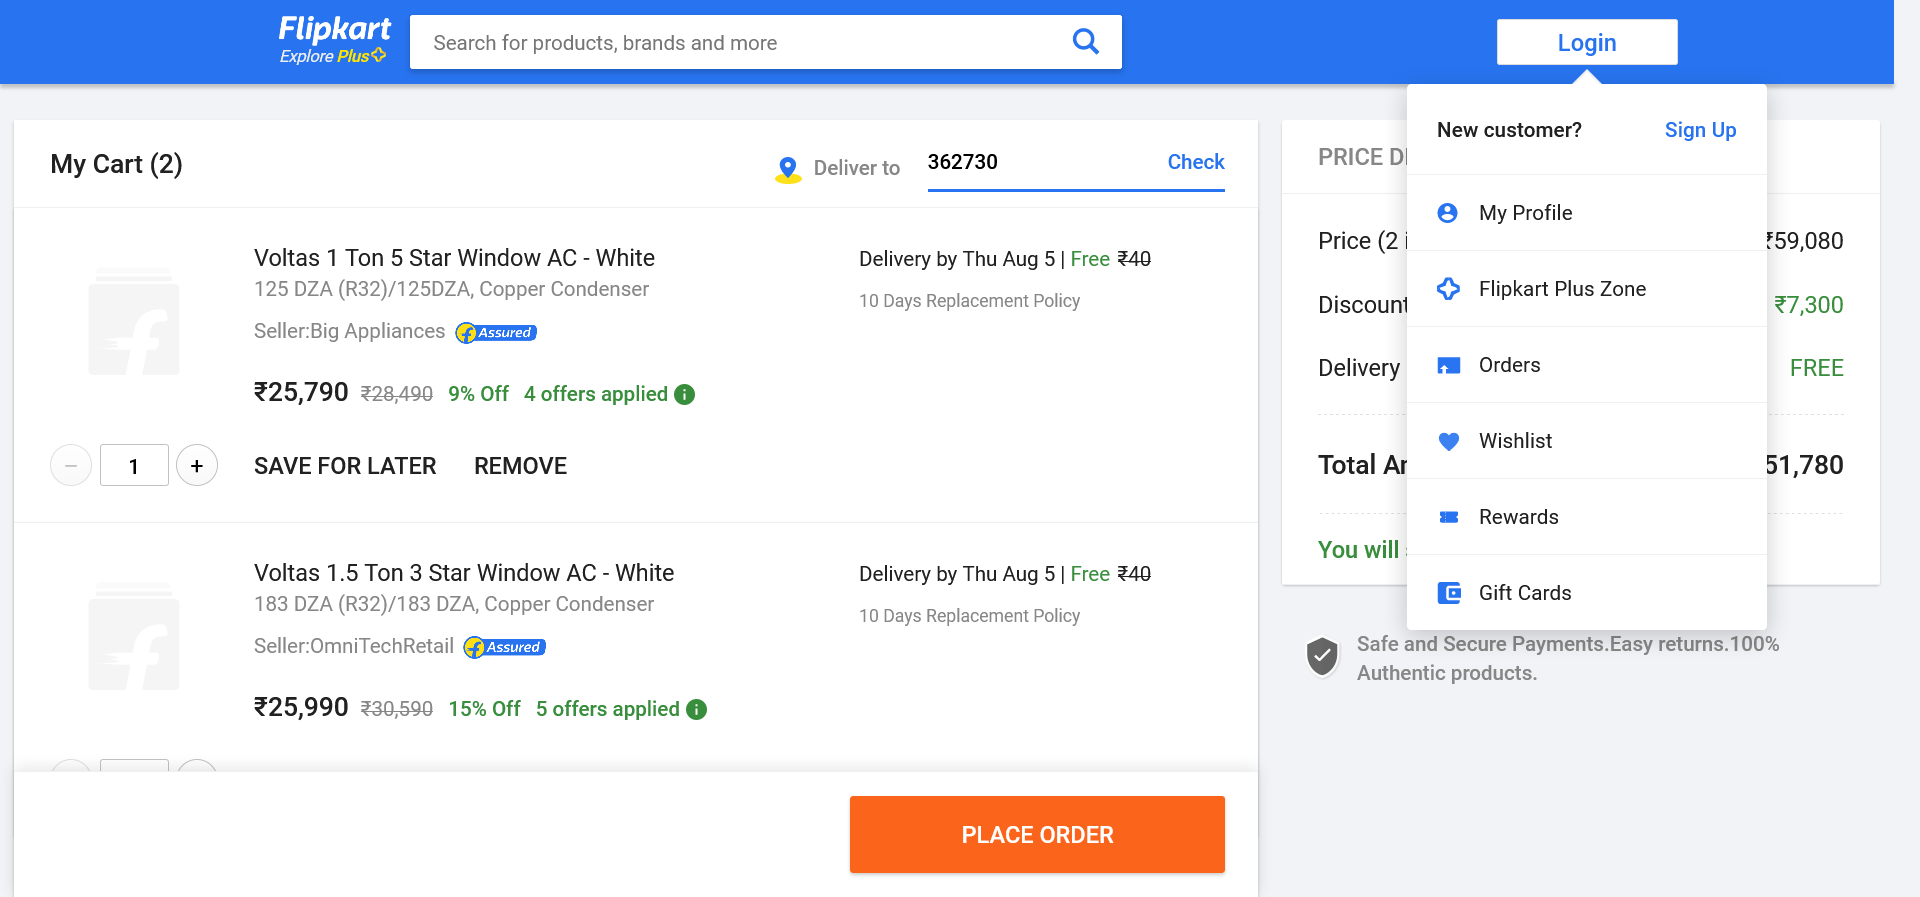 Flipkart
Explore Plus
Search for products, brands and more
Login
New customer? Sign Up
My Profile
Flipkart Plus Zone
Orders
Wishlist
Rewards
Gift Cards
My Cart (2)
Deliver to 362730 Check
Voltas 1 Ton 5 Star Window AC - White
125 DZA (R32)/125DZA, Copper Condenser
Seller:Big Appliances Assured
₹25,790 ₹28,490 9% Off 4 offers applied
Delivery by Thu Aug 5 | Free ₹40
10 Days Replacement Policy
1
SAVE FOR LATER REMOVE
Voltas 1.5 Ton 3 Star Window AC - White
183 DZA (R32)/183 DZA, Copper Condenser
Seller:OmniTechRetail Assured
₹25,990 ₹30,590 15% Off 5 offers applied
Delivery by Thu Aug 5 | Free ₹40
10 Days Replacement Policy
PLACE ORDER
PRICE
Price (2 ₹59,080
Discount ₹7,300
Delivery FREE
Total 51,780
You will
Safe and Secure Payments.Easy returns.100%
Authentic products.